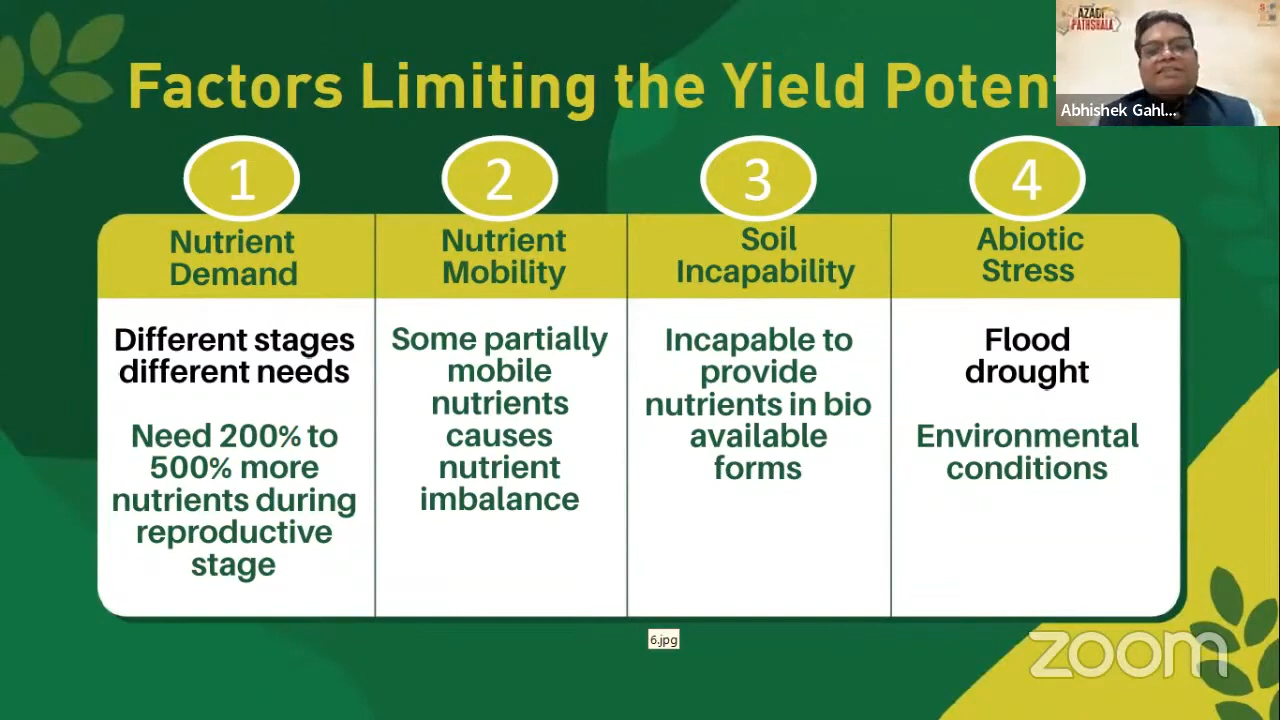 Factors Limiting the Yield Poten
AZADI
PATHSHALA
Abhishek Gahl...
1
2
3
4
Nutrient
Demand
Nutrient
Mobility
Soil
Incapability
Abiotic
Stress
Different stages
different needs
Need 200% to
500% more
nutrients during
reproductive
stage
Some partially
mobile
nutrients
causes
nutrient
imbalance
Incapable to
provide
nutrients in bio
available
forms
Flood
drought
Environmental
conditions
6.jpg
zoom